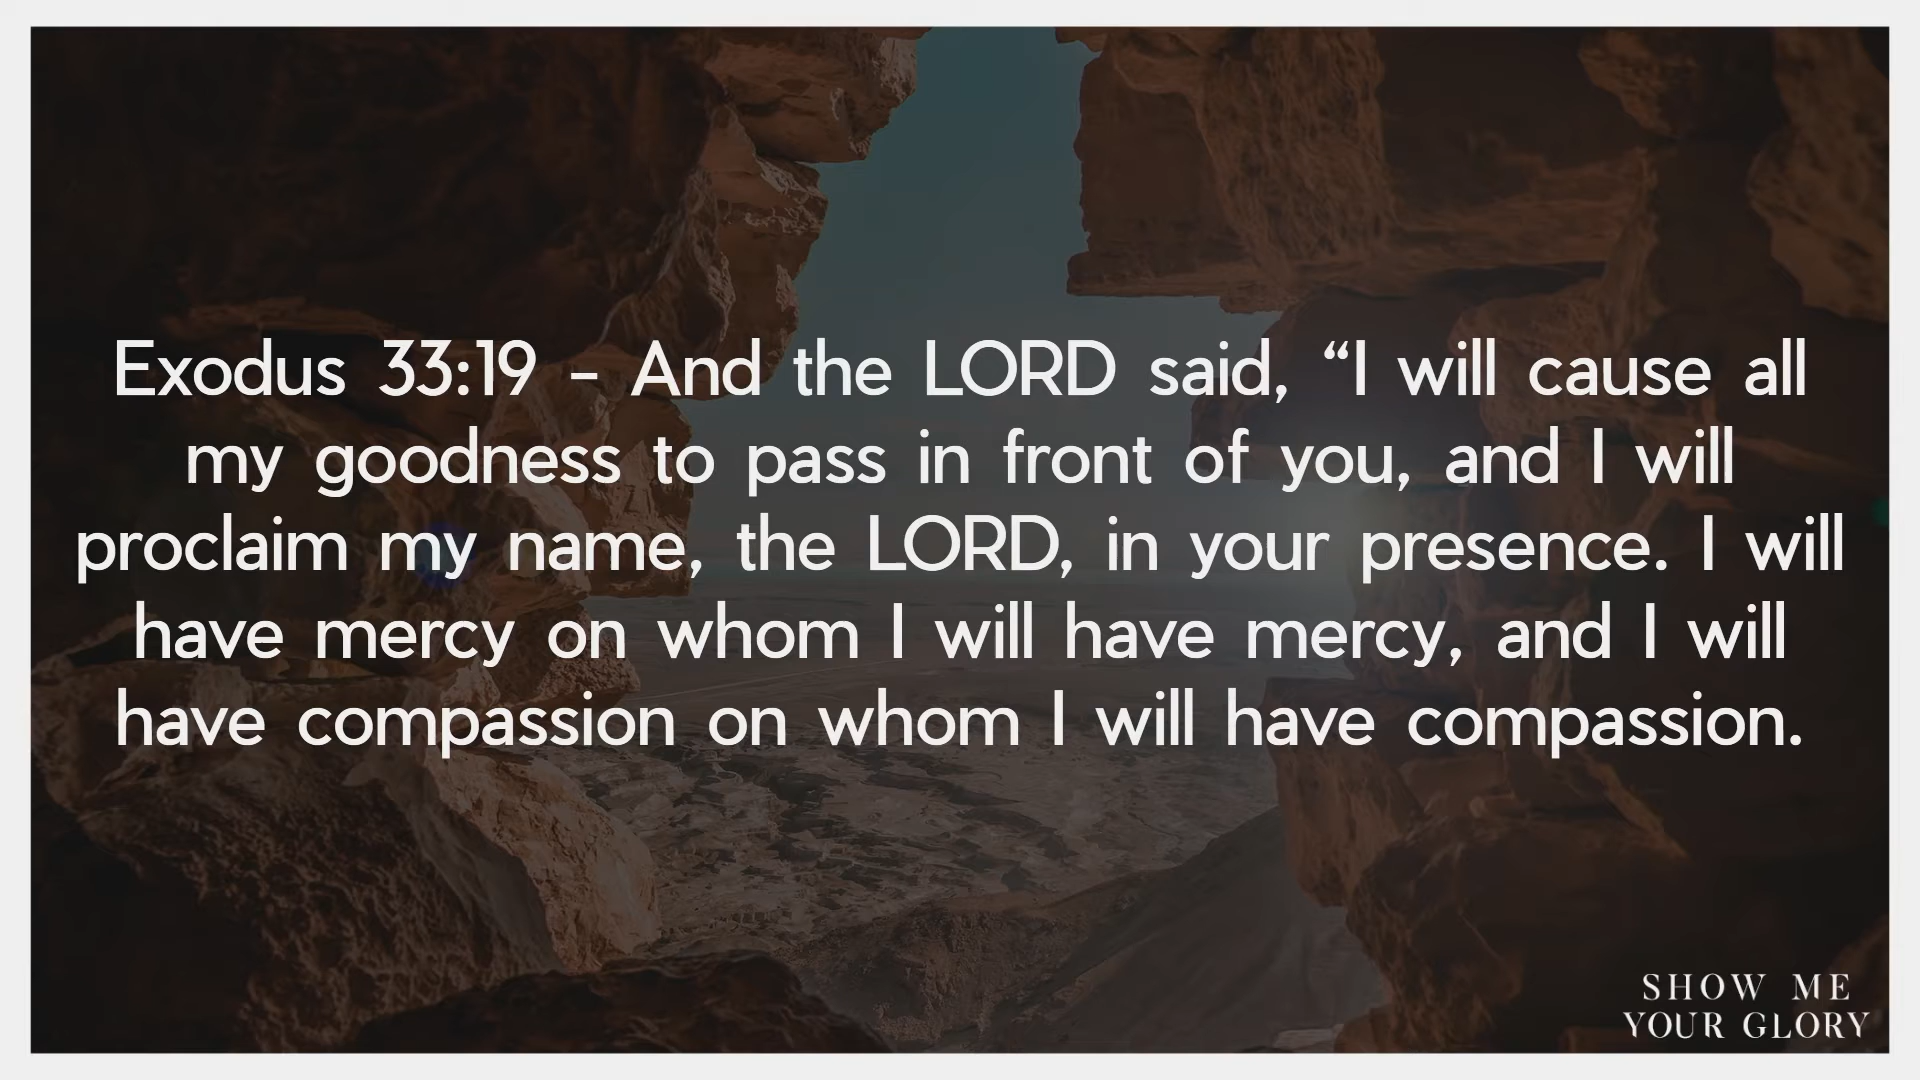 Exodus 33:19 - And the LORD said, “I will cause all
my goodness to pass in front of you, and I will
proclaim my name, the LORD, in your presence. I will
have mercy on whom I will have mercy, and I will
have compassion on whom I will have compassion.
SHOW ME
YOUR GLORY